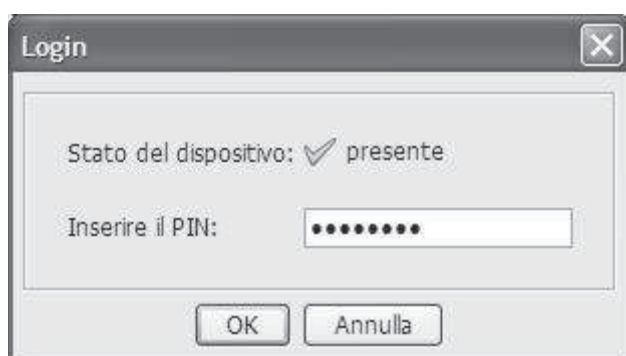 Login
Stato del dispositivo: presente
Inserire il PIN: ••••••••
OK Annulla